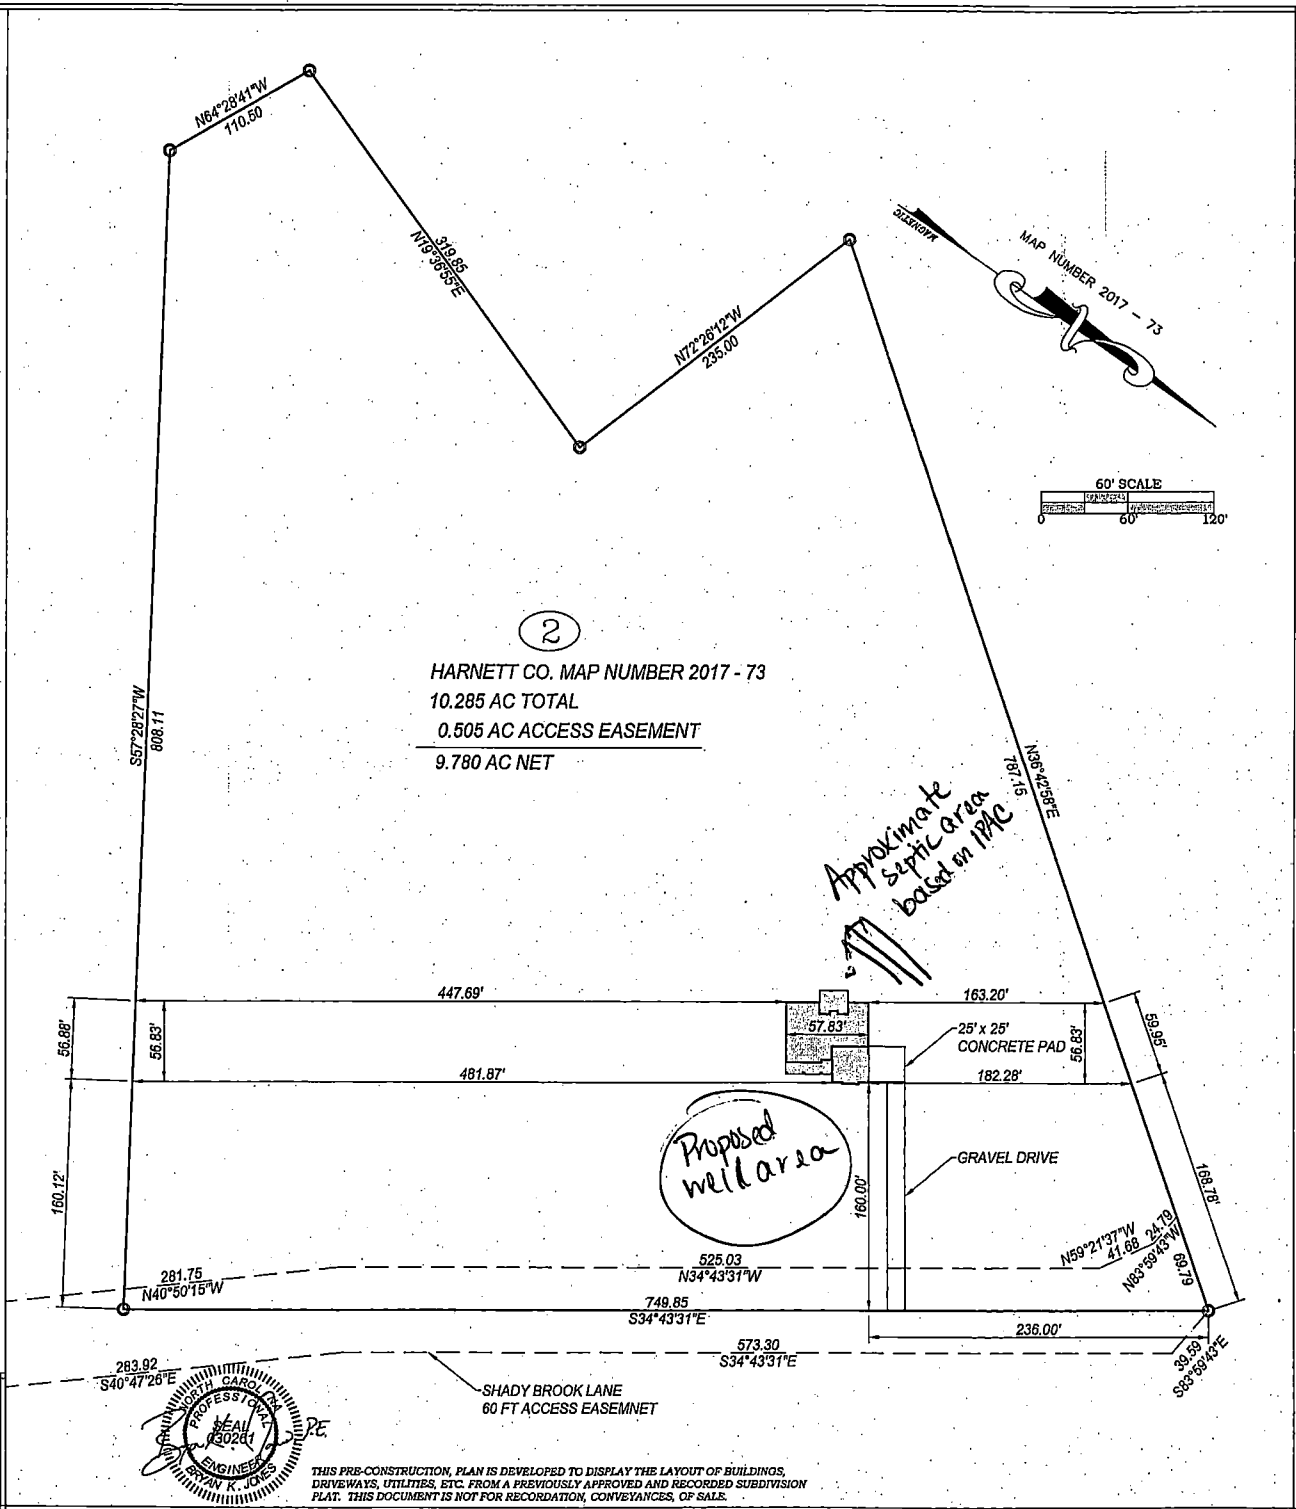 N64°28'41"W
110.50
319.85
N19°36'55"E
N72°26'12"W
235.00
MAGNETIC
MAP NUMBER 2017 - 73
60' SCALE
0 60' 120'
2
HARNETT CO. MAP NUMBER 2017 - 73
10.285 AC TOTAL
0.505 AC ACCESS EASEMENT
9.780 AC NET
S57°28'27"W
808.11
N36°42'58"E
787.15
Approximate
septic area
based on IPAC
447.69'
163.20'
56.88'
56.83'
57.83'
25' x 25'
CONCRETE PAD
56.83'
59.95'
481.87'
182.28'
Proposed
well area
GRAVEL DRIVE
160.12'
160.00'
168.78'
N59°21'37"W
41.68
24.79
N83°59'43"W
69.79
281.75
N40°50'15"W
525.03
N34°43'31"W
749.85
S34°43'31"E
236.00'
573.30
S34°43'31"E
39.59
S83°59'43"E
283.92
S40°47'26"E
SHADY BROOK LANE
60 FT ACCESS EASEMNET
NORTH CAROLINA
PROFESSIONAL
SEAL
030261
ENGINEER
BRYAN K. JONES
P.E.
THIS PRE-CONSTRUCTION, PLAN IS DEVELOPED TO DISPLAY THE LAYOUT OF BUILDINGS,
DRIVEWAYS, UTILITIES, ETC. FROM A PREVIOUSLY APPROVED AND RECORDED SUBDIVISION
PLAT. THIS DOCUMENT IS NOT FOR RECORDATION, CONVEYANCES, OF SALE.